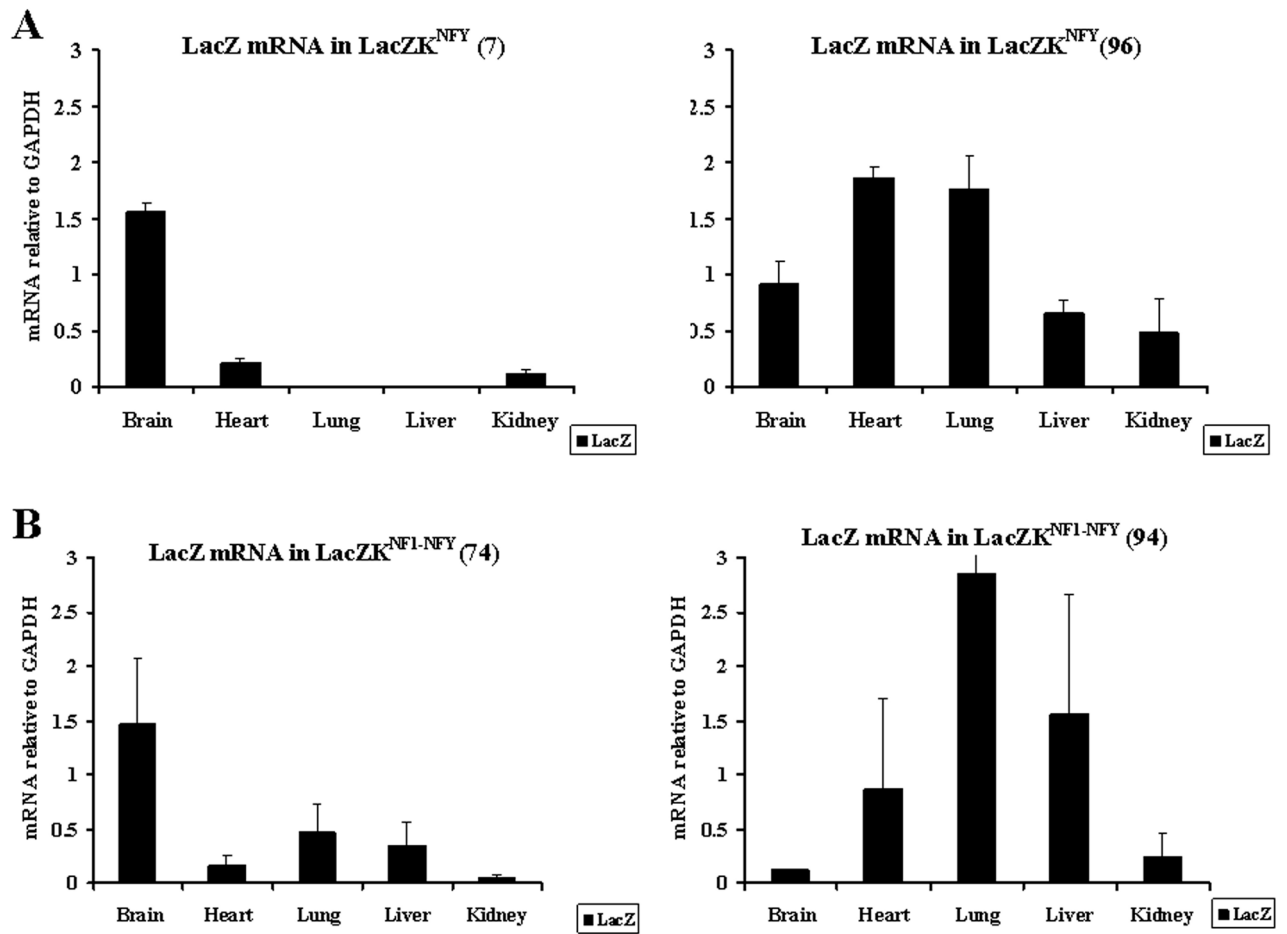 A
LacZ mRNA in LacZK^NFY (7)
mRNA relative to GAPDH
3
2.5
2
1.5
1
0.5
0
Brain Heart Lung Liver Kidney
LacZ
LacZ mRNA in LacZK^NFY (96)
3
2.5
2
1.5
1
0.5
0
Brain Heart Lung Liver Kidney
LacZ
B
LacZ mRNA in LacZK^NF1-NFY (74)
mRNA relative to GAPDH
3
2.5
2
1.5
1
0.5
0
Brain Heart Lung Liver Kidney
LacZ
LacZ mRNA in LacZK^NF1-NFY (94)
mRNA relative to GAPDH
3
2.5
2
1.5
1
0.5
0
Brain Heart Lung Liver Kidney
LacZ